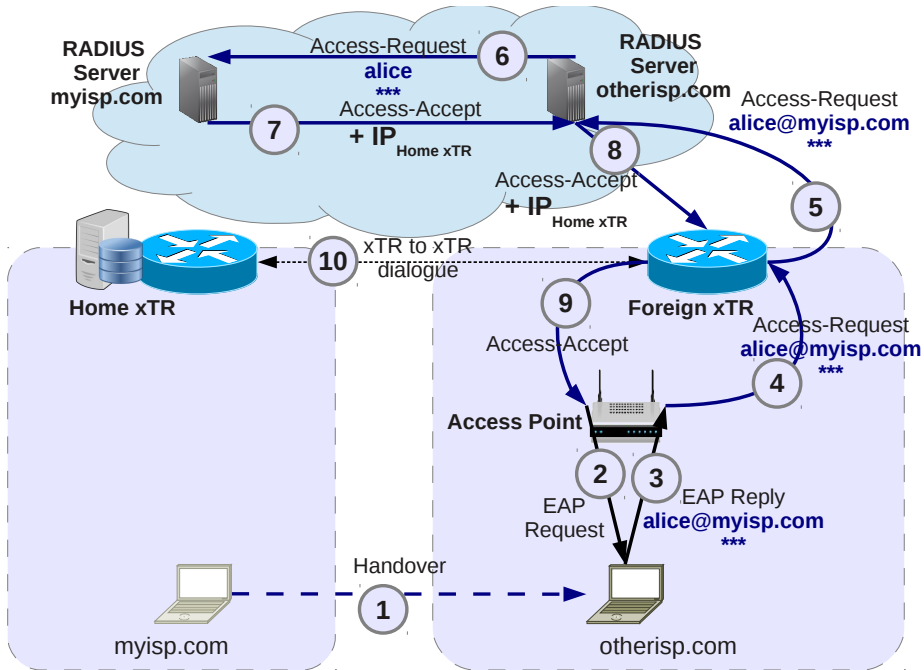 RADIUS
Server
myisp.com
Access-Request
alice
***
6
RADIUS
Server
otherisp.com
7
Access-Accept
+ IP Home xTR
8
Access-Accept
+ IP Home xTR
Access-Request
alice@myisp.com
***
5
Home xTR
10
xTR to xTR
dialogue
Foreign xTR
9
Access-Accept
Access-Request
alice@myisp.com
***
4
Access Point
2
3
EAP
Request
EAP Reply
alice@myisp.com
***
Handover
1
myisp.com
otherisp.com